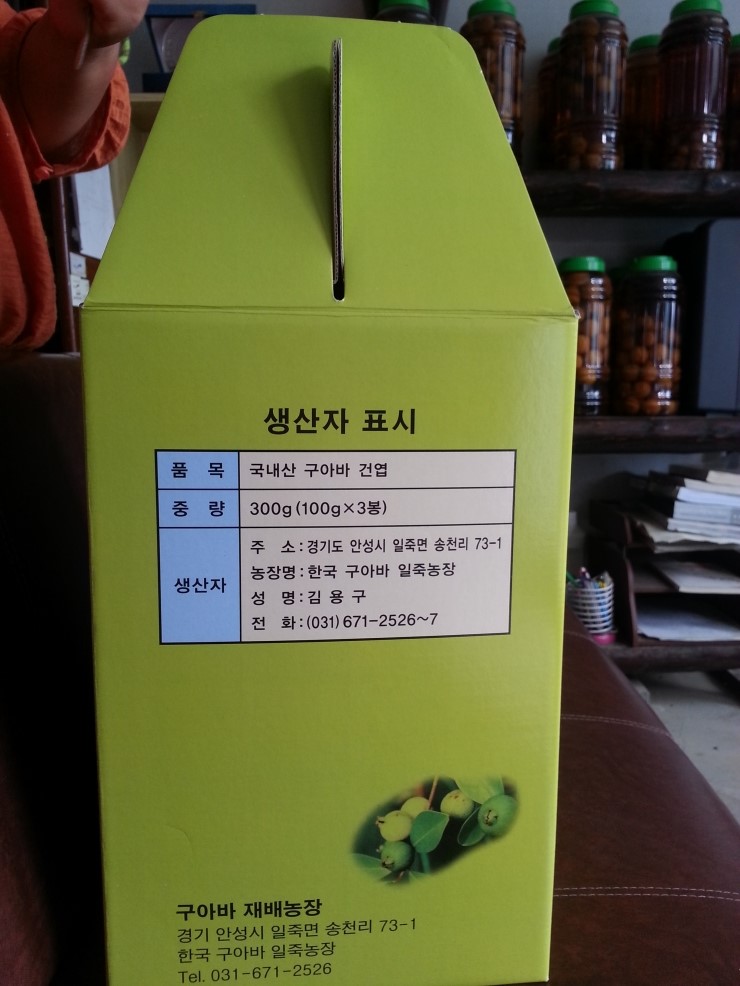 생산자 표시
품 목 국내산 구아바 건엽
중 량 300g(100g×3봉)
생산자
주 소:경기도 안성시 일죽면 송천리 73-1
농장명:한국 구아바 일죽농장
성 명:김 용 구
전 화:(031)671-2526~7
구아바 재배농장
경기 안성시 일죽면 송천리 73-1
한국 구아바 일죽농장
Tel. 031-671-2526